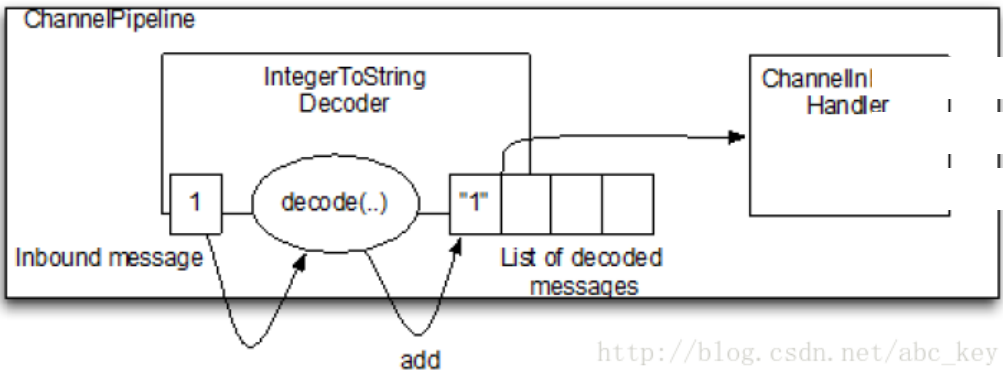 ChannelPipeline
IntegerToString
Decoder
Handler
1
decode(..)
"1"
Inbound message
List of decoded
messages
add
http://blog.csdn.net/abc_key